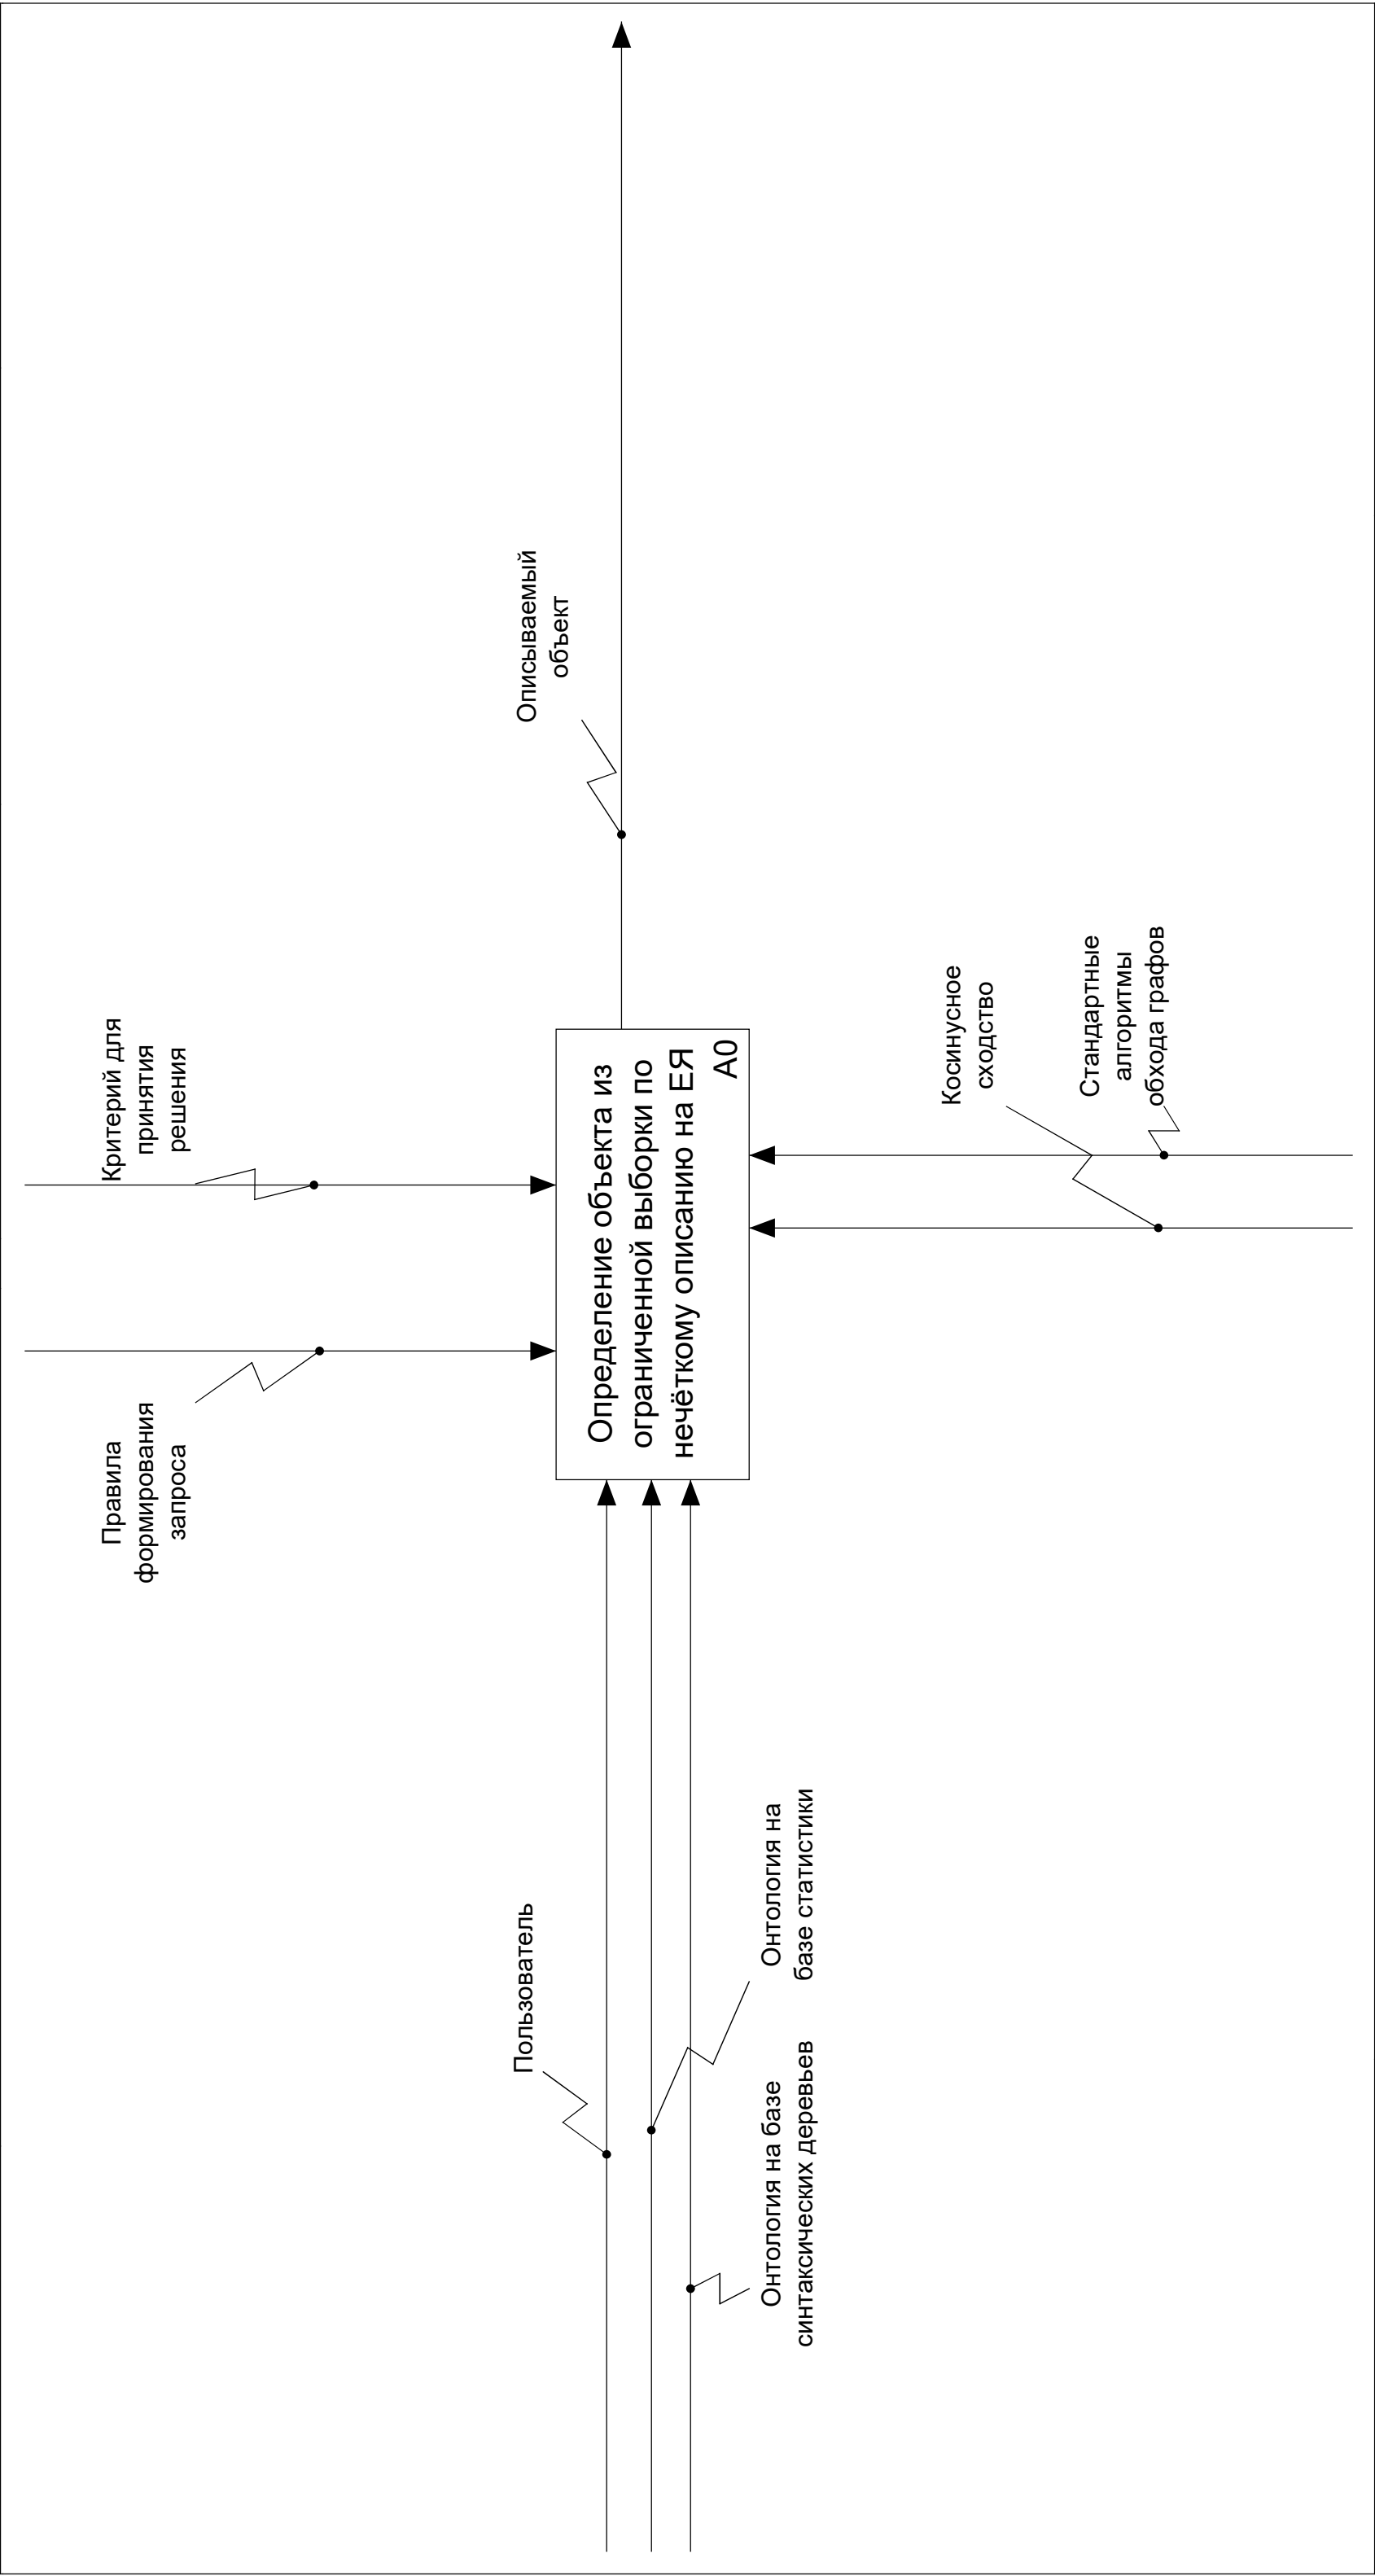 Правила
формирования
запроса
Критерий для
принятия
решения
Пользователь
Описываемый
объект
Определение объекта из
ограниченной выборки по
нечёткому описанию на ЕЯ
A0
Онтология на базе
синтаксических деревьев
Онтология на
базе статистики
Косинусное
сходство
Стандартные
алгоритмы
обхода графов